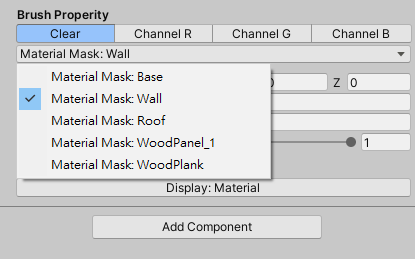 Brush Properity
Clear Channel R Channel G Channel B
Material Mask: Wall
Material Mask: Base
Material Mask: Wall
Material Mask: Roof
Material Mask: WoodPanel_1
Material Mask: WoodPlank
Z 0
1
Display: Material
Add Component